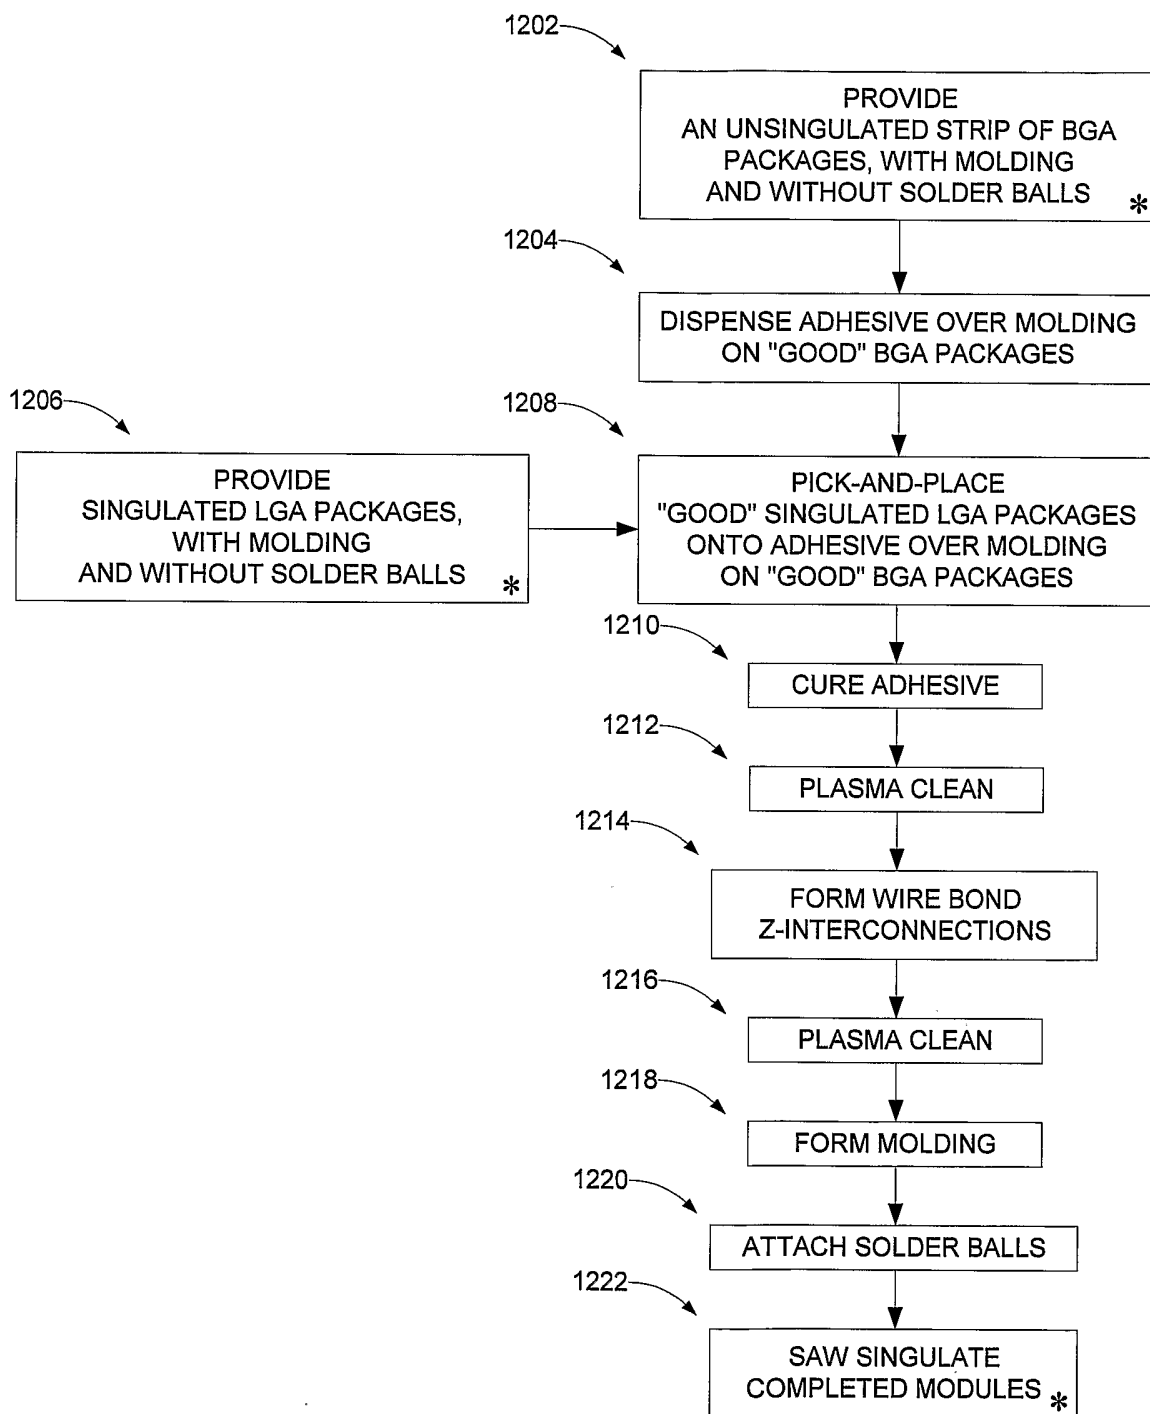 1202
PROVIDE
AN UNSINGULATED STRIP OF BGA
PACKAGES, WITH MOLDING
AND WITHOUT SOLDER BALLS *
1204
DISPENSE ADHESIVE OVER MOLDING
ON "GOOD" BGA PACKAGES
1206
PROVIDE
SINGULATED LGA PACKAGES,
WITH MOLDING
AND WITHOUT SOLDER BALLS *
1208
PICK-AND-PLACE
"GOOD" SINGULATED LGA PACKAGES
ONTO ADHESIVE OVER MOLDING
ON "GOOD" BGA PACKAGES
1210
CURE ADHESIVE
1212
PLASMA CLEAN
1214
FORM WIRE BOND
Z-INTERCONNECTIONS
1216
PLASMA CLEAN
1218
FORM MOLDING
1220
ATTACH SOLDER BALLS
1222
SAW SINGULATE
COMPLETED MODULES *